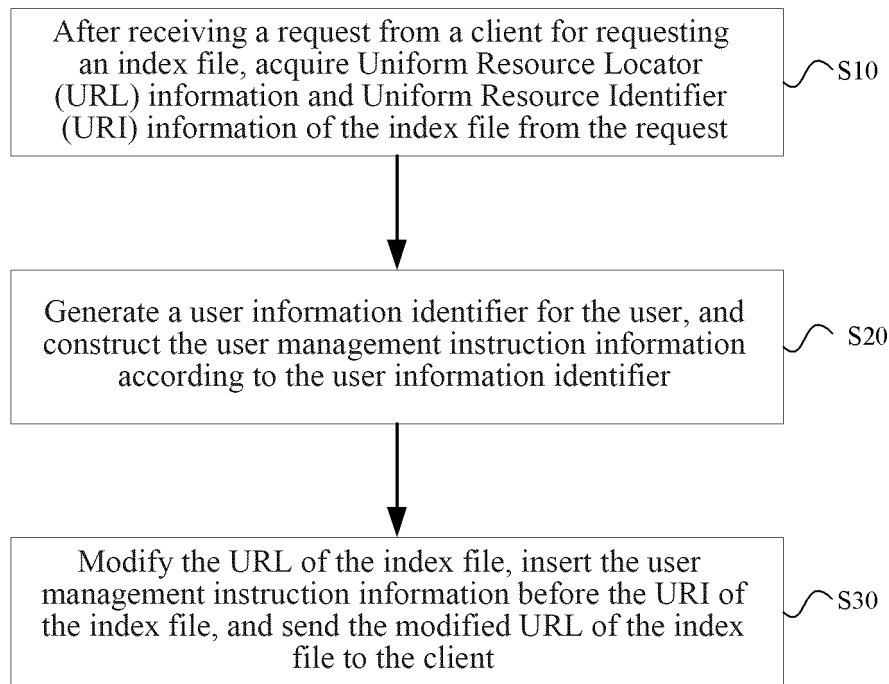 After receiving a request from a client for requesting
an index file, acquire Uniform Resource Locator
(URL) information and Uniform Resource Identifier
(URI) information of the index file from the request
S10
Generate a user information identifier for the user, and
construct the user management instruction information
according to the user information identifier
S20
Modify the URL of the index file, insert the user
management instruction information before the URI of
the index file, and send the modified URL of the index
file to the client
S30